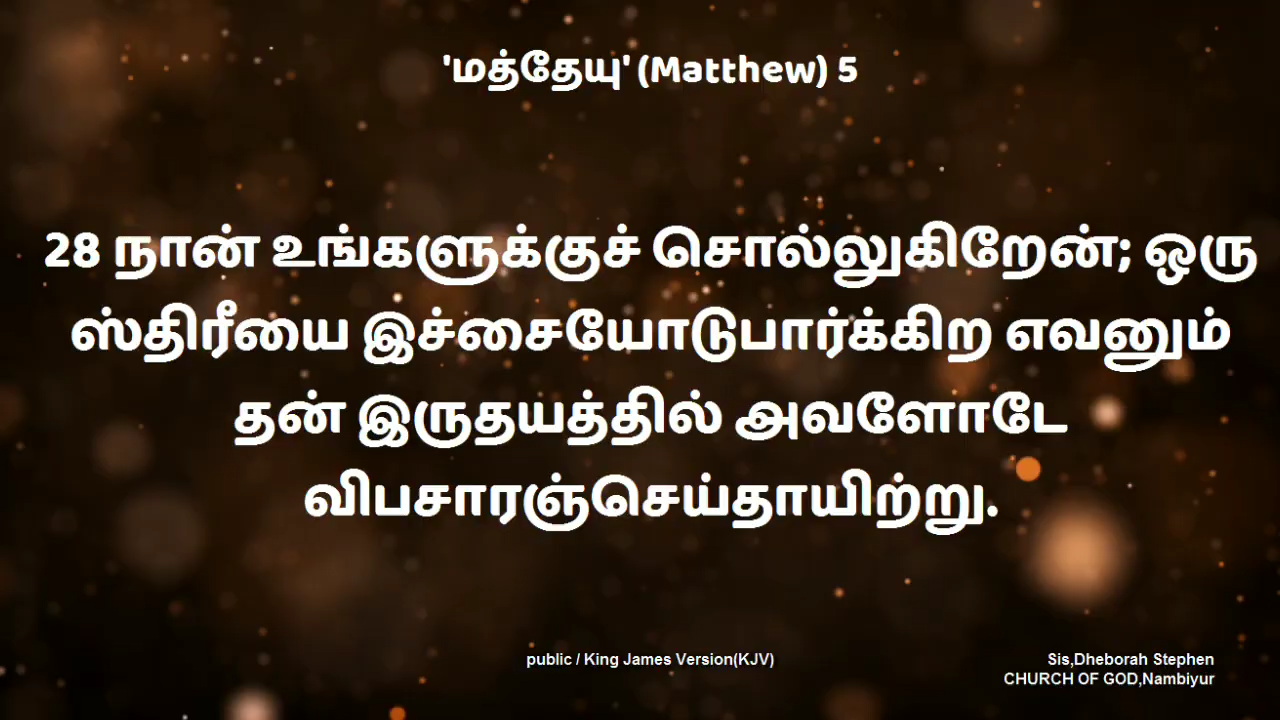 'மத்தேயு' (Matthew) 5
28 நான் உங்களுக்குச் சொல்லுகிறேன்; ஒரு
ஸ்திரீயை இச்சையோடுபார்க்கிற எவனும்
தன் இருதயத்தில் அவளோடே
விபசாரஞ்செய்தாயிற்று.
public / King James Version(KJV)
Sis,Dheborah Stephen
CHURCH OF GOD,Nambiyur